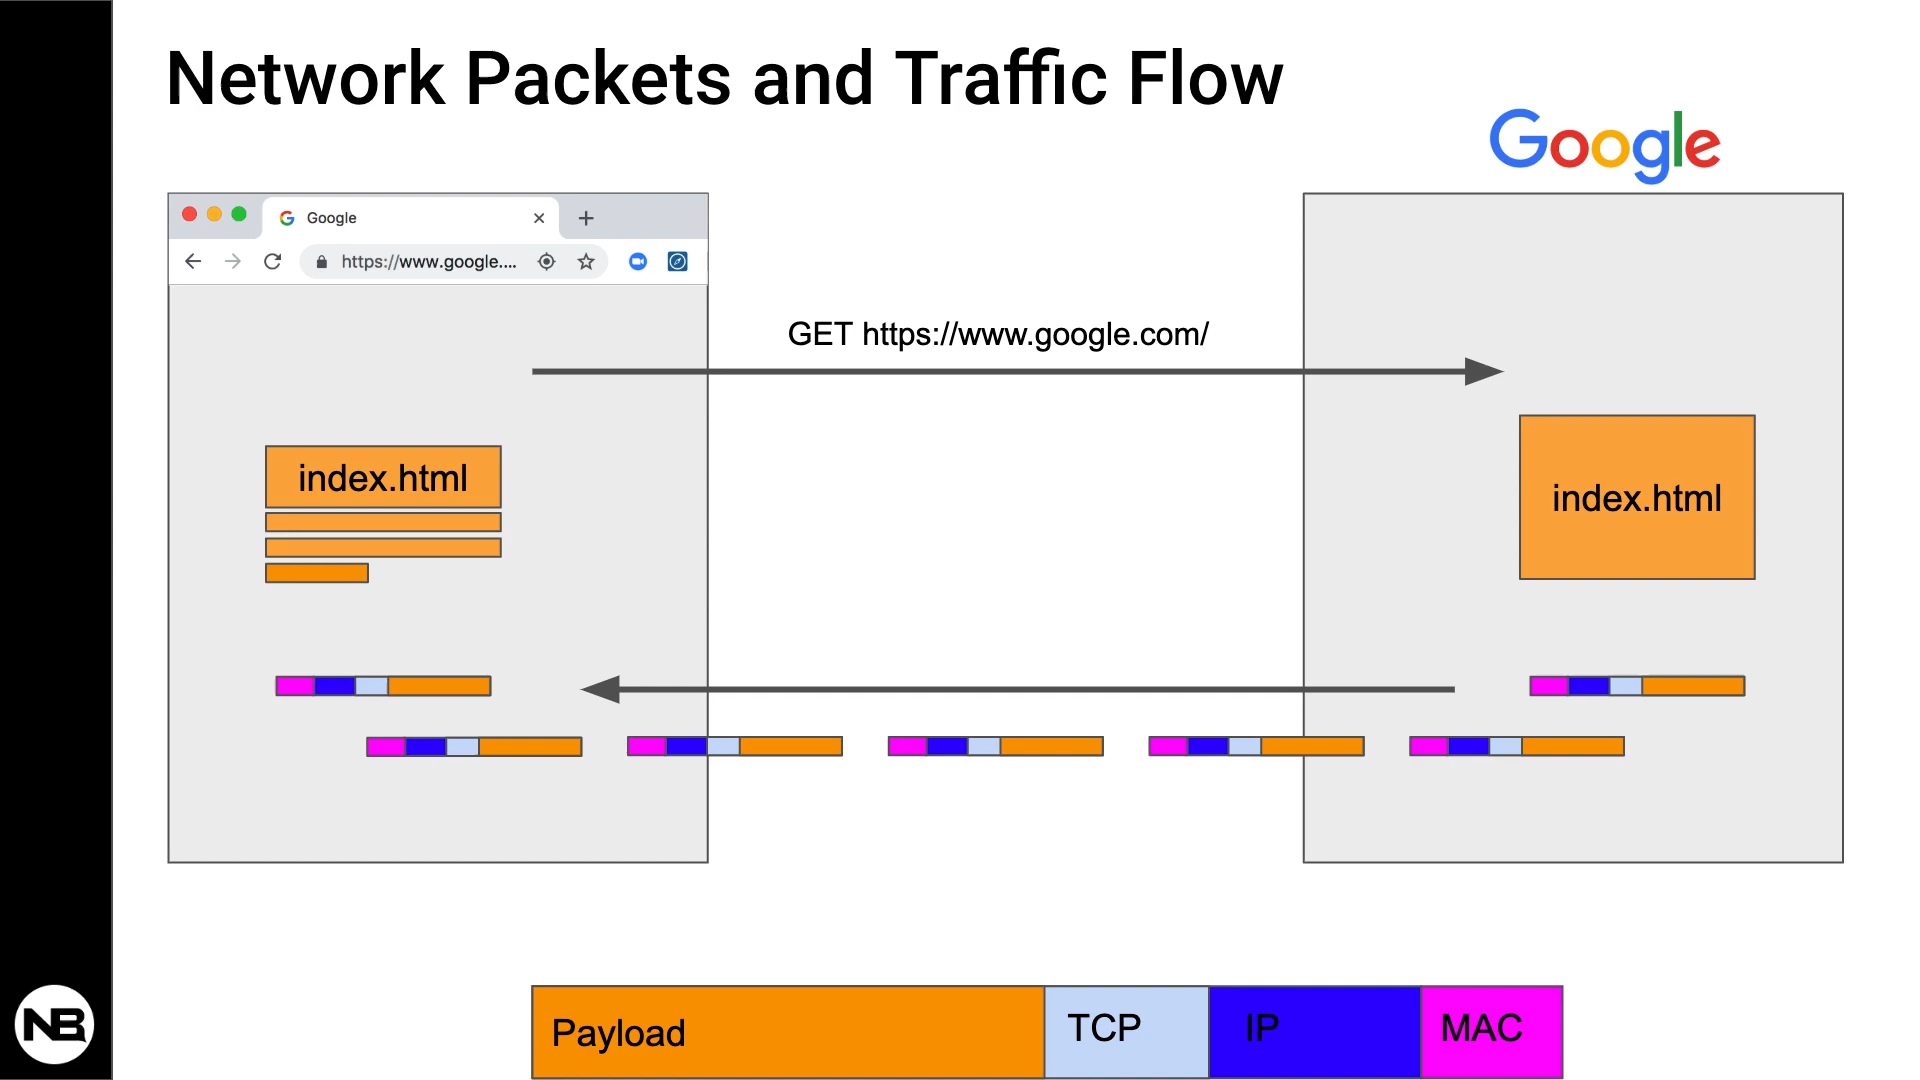 Network Packets and Traffic Flow
Google
Google
https://www.google....
GET https://www.google.com/
index.html
index.html
Payload
TCP
IP
MAC
NB